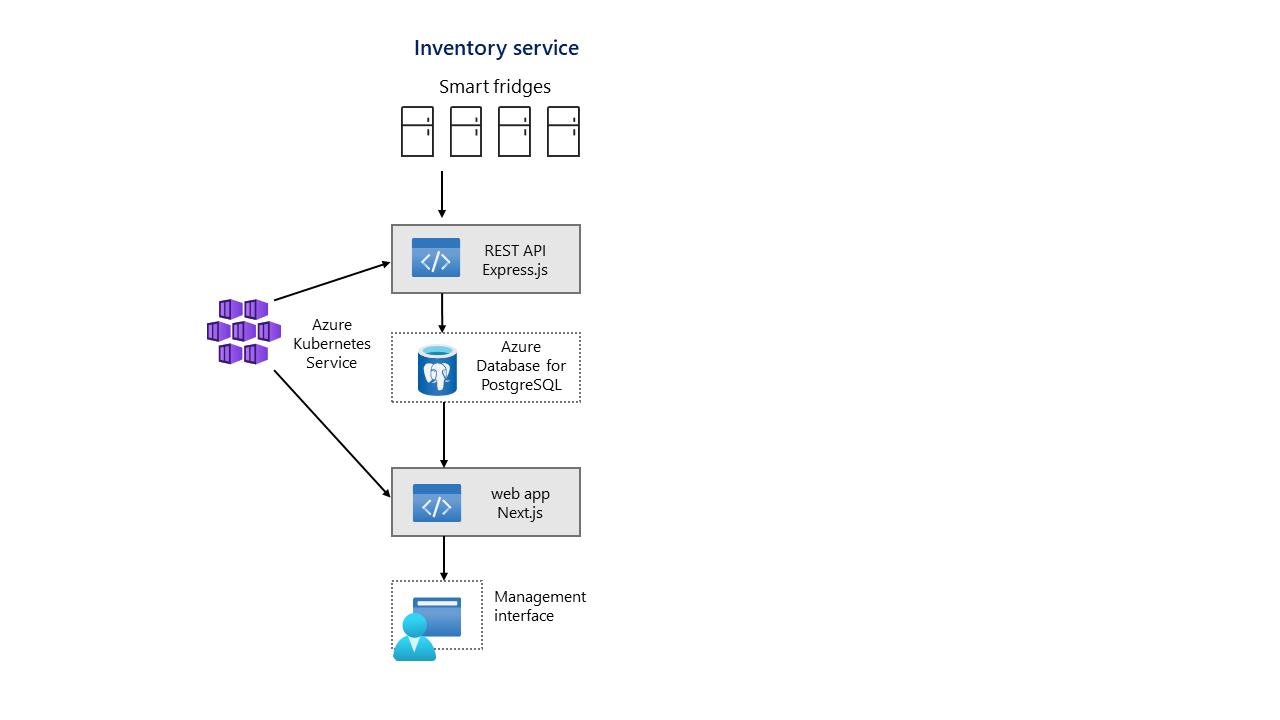 Inventory service
Smart fridges
REST API
Express.js
Azure
Kubernetes
Service
Azure
Database for
PostgreSQL
web app
Next.js
Management
interface